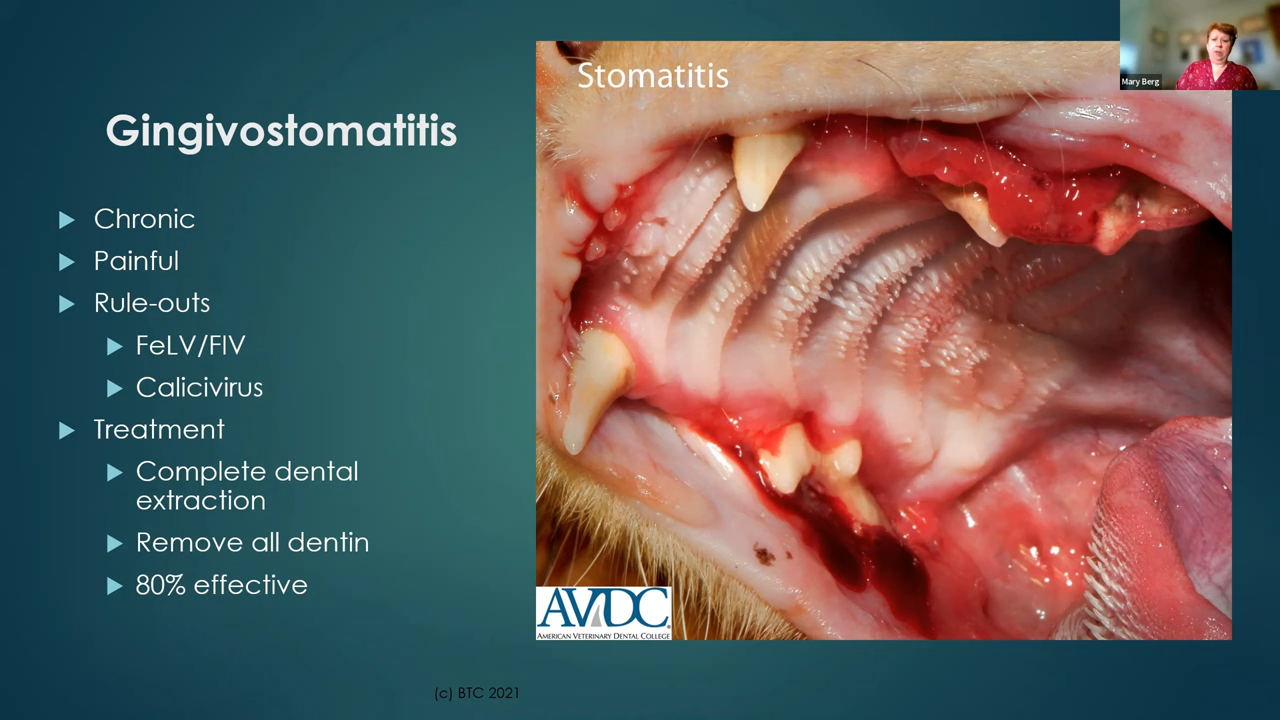 Gingivostomatitis
Chronic
Painful
Rule-outs
FeLV/FIV
Calicivirus
Treatment
Complete dental
extraction
Remove all dentin
80% effective
Stomatitis
AVDC
AMERICAN VETERINARY DENTAL COLLEGE
Mary Berg
(c) BTC 2021